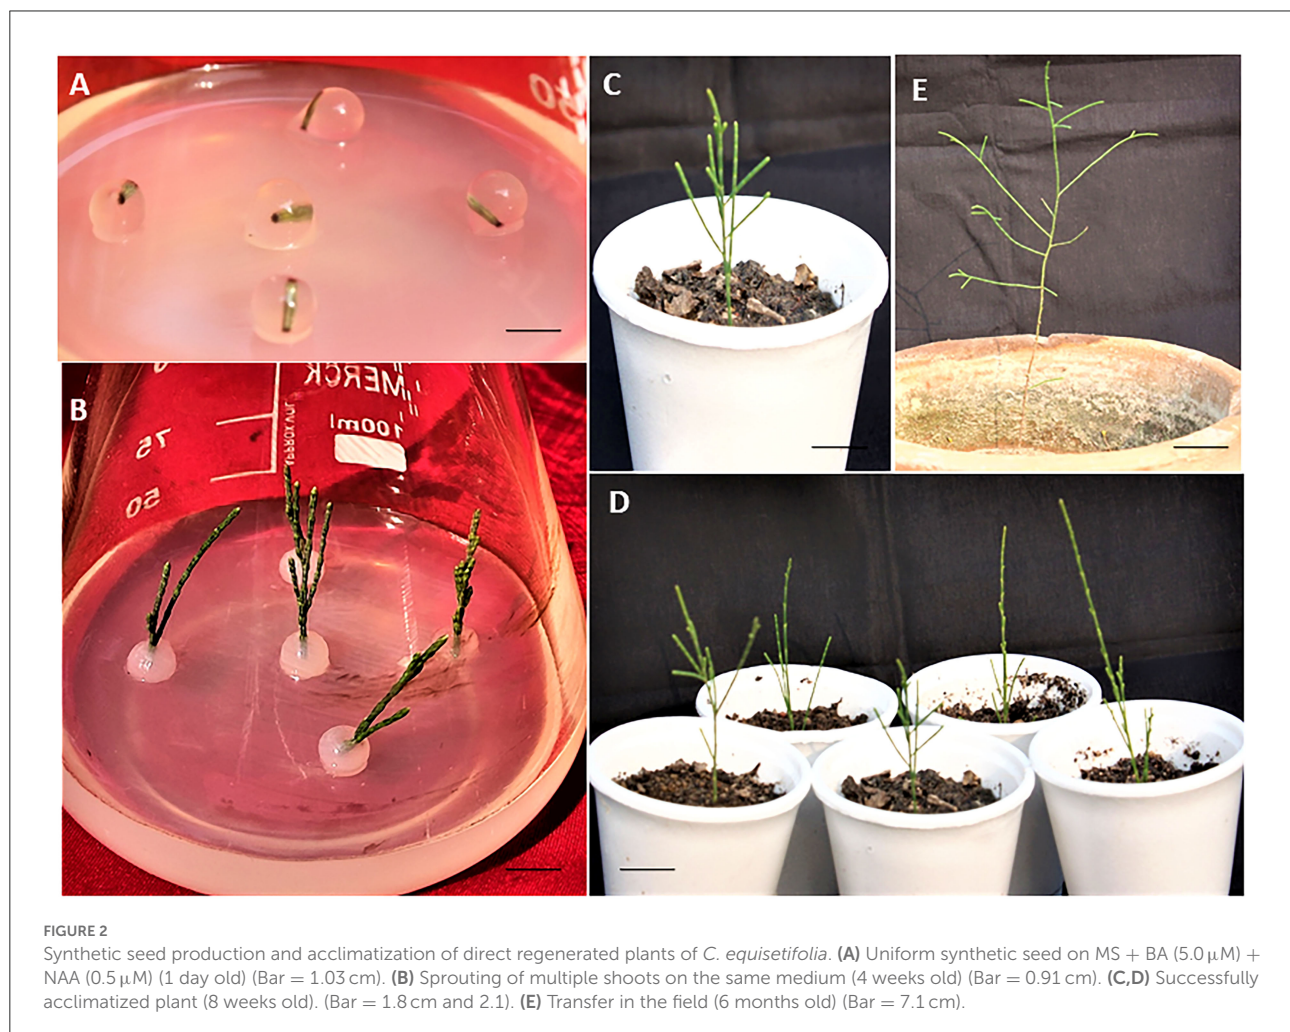 A
B
MERCK
100ml
APPROX.VOL
75
50
C
E
D
FIGURE 2
Synthetic seed production and acclimatization of direct regenerated plants of C. equisetifolia. (A) Uniform synthetic seed on MS + BA (5.0 μM) +
NAA (0.5 μM) (1 day old) (Bar = 1.03 cm). (B) Sprouting of multiple shoots on the same medium (4 weeks old) (Bar = 0.91 cm). (C,D) Successfully
acclimatized plant (8 weeks old). (Bar = 1.8 cm and 2.1). (E) Transfer in the field (6 months old) (Bar = 7.1 cm).